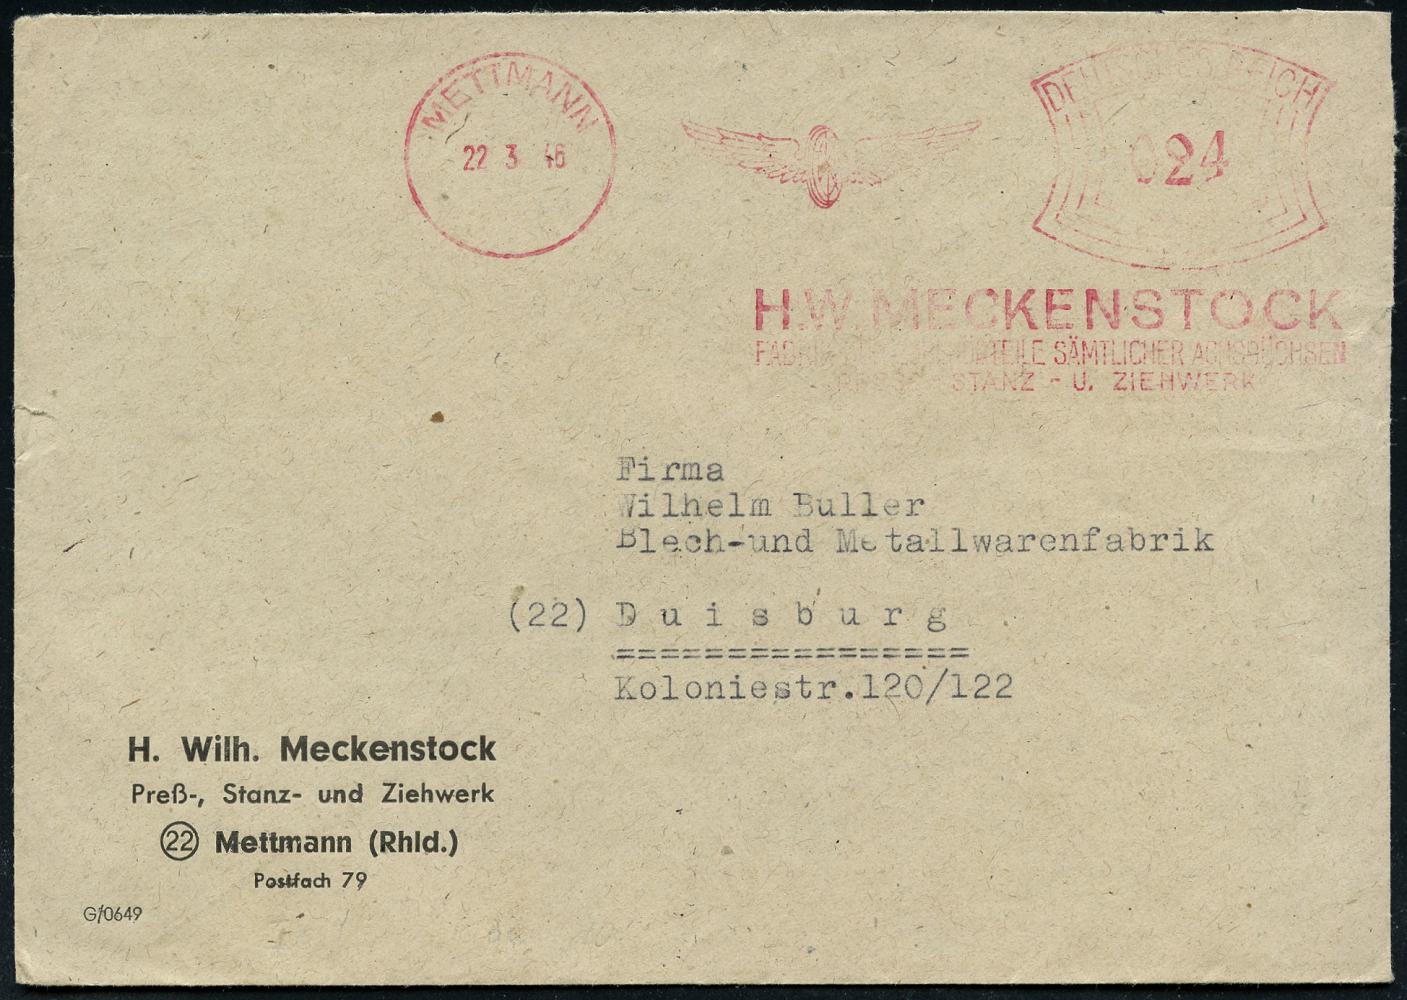 METTMANN
22 3 46
DEUTSCHES REICH
024
H.W. MECKENSTOCK
SÄMTLICHER ACHSBÜCHSEN
STANZ - U. ZIEHWERK
Firma
Wilhelm Buller
Blech-und Metallwarenfabrik
(22) Duisburg
================
Koloniestr.120/122
H. Wilh. Meckenstock
Preß-, Stanz- und Ziehwerk
22 Mettmann (Rhld.)
Postfach 79
G/0649